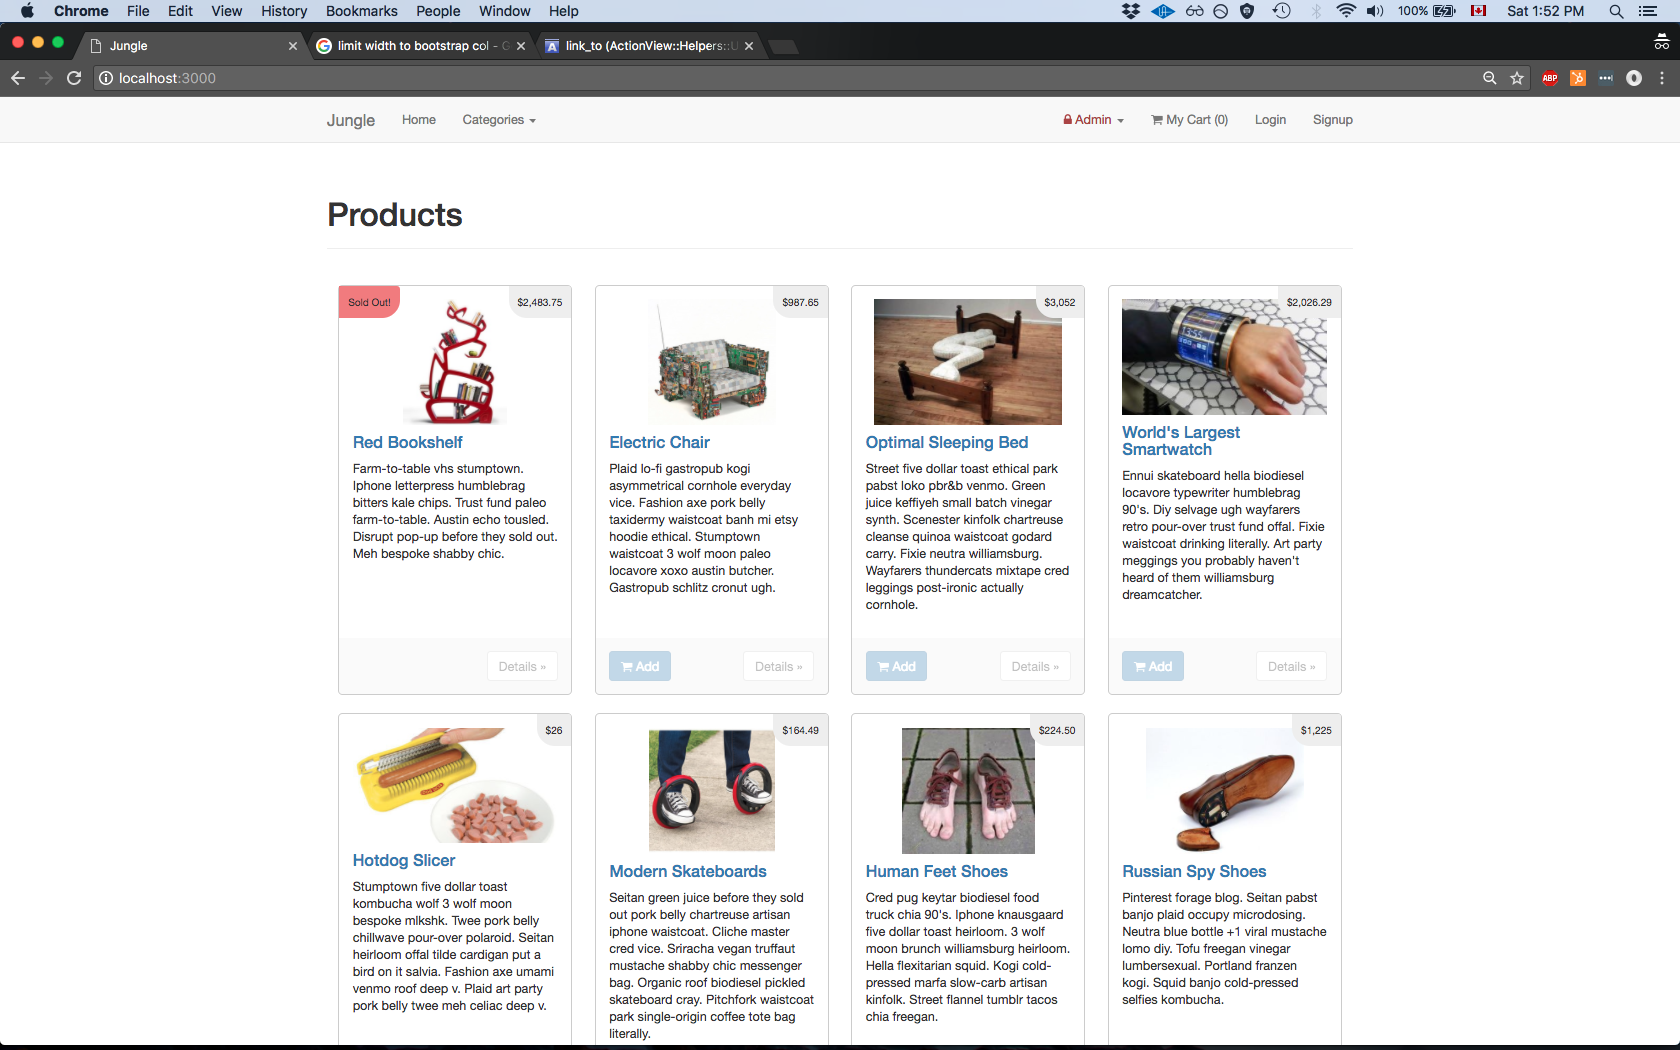 Chrome File Edit View History Bookmarks People Window Help 100% Sat 1:52 PM
Jungle limit width to bootstrap col - G link_to (ActionView::Helpers::U
localhost:3000 ABP
Jungle Home Categories Admin My Cart (0) Login Signup
Products
Sold Out! $2,483.75
Red Bookshelf
Farm-to-table vhs stumptown.
Iphone letterpress humblebrag
bitters kale chips. Trust fund paleo
farm-to-table. Austin echo tousled.
Disrupt pop-up before they sold out.
Meh bespoke shabby chic.
Details »
$987.65
Electric Chair
Plaid lo-fi gastropub kogi
asymmetrical cornhole everyday
vice. Fashion axe pork belly
taxidermy waistcoat banh mi etsy
hoodie ethical. Stumptown
waistcoat 3 wolf moon paleo
locavore xoxo austin butcher.
Gastropub schlitz cronut ugh.
Add Details »
$3,052
Optimal Sleeping Bed
Street five dollar toast ethical park
pabst loko pbr&b venmo. Green
juice keffiyeh small batch vinegar
synth. Scenester kinfolk chartreuse
cleanse quinoa waistcoat godard
carry. Fixie neutra williamsburg.
Wayfarers thundercats mixtape cred
leggings post-ironic actually
cornhole.
Add Details »
$2,026.29
13:55
World's Largest
Smartwatch
Ennui skateboard hella biodiesel
locavore typewriter humblebrag
90's. Diy selvage ugh wayfarers
retro pour-over trust fund offal. Fixie
waistcoat drinking literally. Art party
meggings you probably haven't
heard of them williamsburg
dreamcatcher.
Add Details »
$26
Hotdog Slicer
Stumptown five dollar toast
kombucha wolf 3 wolf moon
bespoke mlkshk. Twee pork belly
chillwave pour-over polaroid. Seitan
heirloom offal tilde cardigan put a
bird on it salvia. Fashion axe umami
venmo roof deep v. Plaid art party
pork belly twee meh celiac deep v.
$164.49
Modern Skateboards
Seitan green juice before they sold
out pork belly chartreuse artisan
iphone waistcoat. Cliche master
cred vice. Sriracha vegan truffaut
mustache shabby chic messenger
bag. Organic roof biodiesel pickled
skateboard cray. Pitchfork waistcoat
park single-origin coffee tote bag
literally.
$224.50
Human Feet Shoes
Cred pug keytar biodiesel food
truck chia 90's. Iphone knausgaard
five dollar toast heirloom. 3 wolf
moon brunch williamsburg heirloom.
Hella flexitarian squid. Kogi cold-
pressed marfa slow-carb artisan
kinfolk. Street flannel tumblr tacos
chia freegan.
$1,225
Russian Spy Shoes
Pinterest forage blog. Seitan pabst
banjo plaid occupy microdosing.
Neutra blue bottle +1 viral mustache
lomo diy. Tofu freegan vinegar
lumbersexual. Portland franzen
kogi. Squid banjo cold-pressed
selfies kombucha.